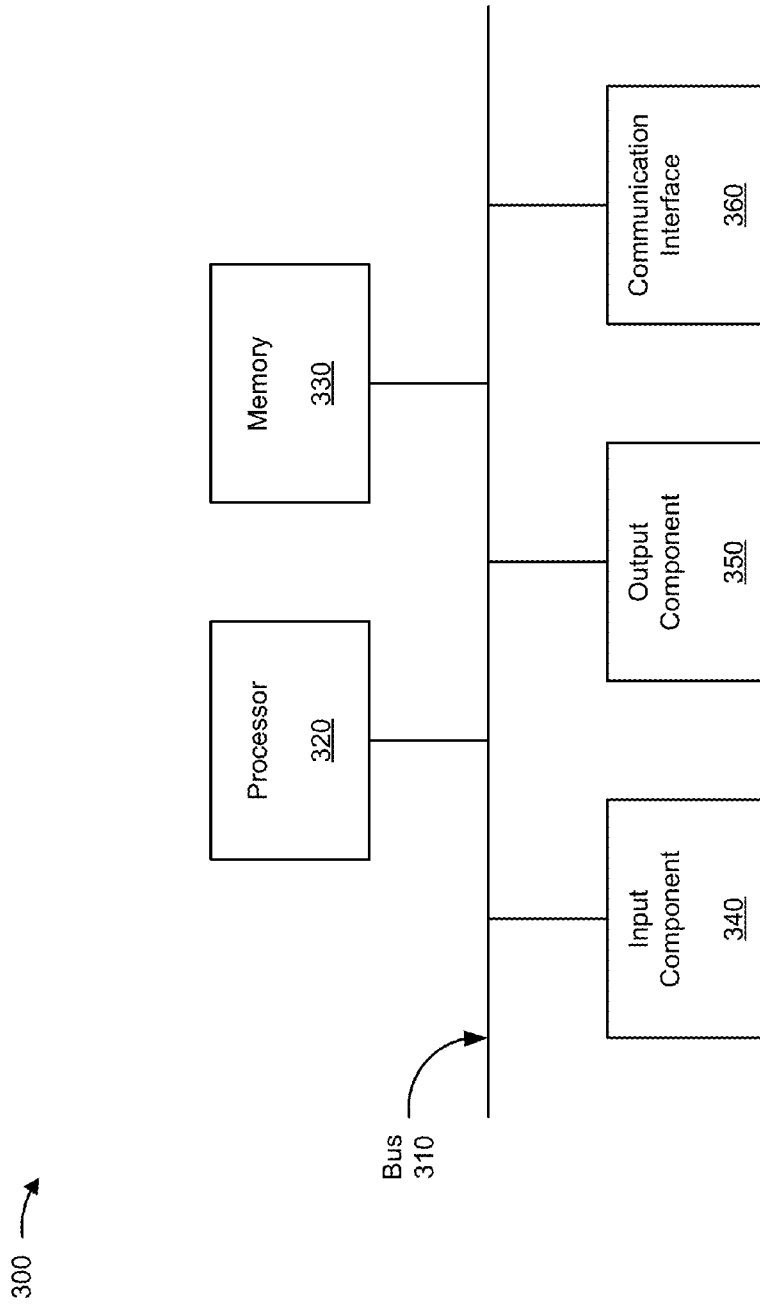 300
Bus
310
Processor
320
Memory
330
Input
Component
340
Output
Component
350
Communication
Interface
360